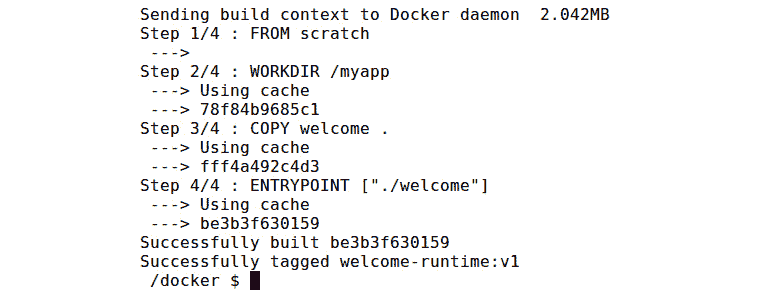 Sending build context to Docker daemon  2.042MB
Step 1/4 : FROM scratch
 --->
Step 2/4 : WORKDIR /myapp
 ---> Using cache
 ---> 78f84b9685c1
Step 3/4 : COPY welcome .
 ---> Using cache
 ---> fff4a492c4d3
Step 4/4 : ENTRYPOINT ["./welcome"]
 ---> Using cache
 ---> be3b3f630159
Successfully built be3b3f630159
Successfully tagged welcome-runtime:v1
 /docker $